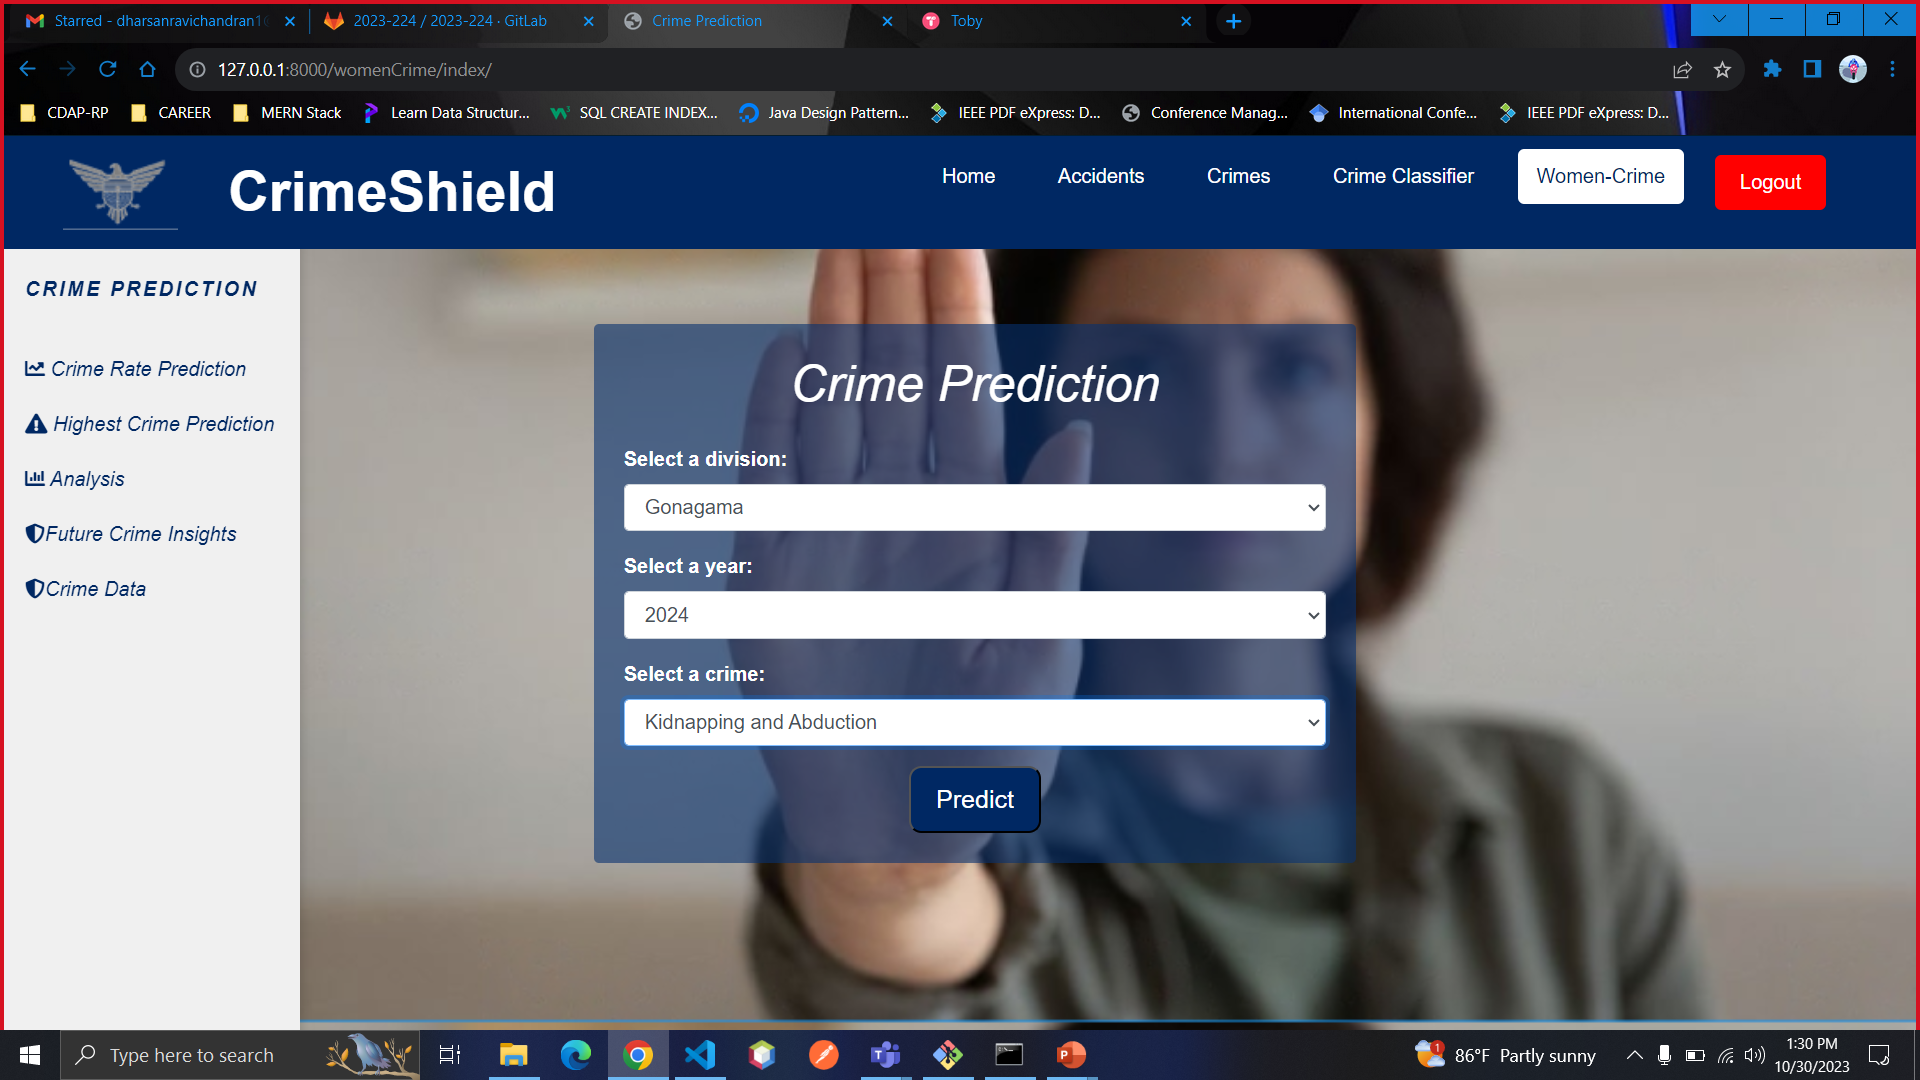 Starred - dharsanravichandran1
2023-224 / 2023-224 · GitLab
Crime Prediction
Toby
127.0.0.1:8000/womenCrime/index/
CDAP-RP
CAREER
MERN Stack
Learn Data Structur...
SQL CREATE INDEX...
Java Design Pattern...
IEEE PDF eXpress: D...
Conference Manag...
International Confe...
IEEE PDF eXpress: D...
CrimeShield
Home
Accidents
Crimes
Crime Classifier
Women-Crime
Logout
CRIME PREDICTION
Crime Rate Prediction
Highest Crime Prediction
Analysis
Future Crime Insights
Crime Data
Crime Prediction
Select a division:
Gonagama
Select a year:
2024
Select a crime:
Kidnapping and Abduction
Predict
Type here to search
1
86°F Partly sunny
1:30 PM
10/30/2023